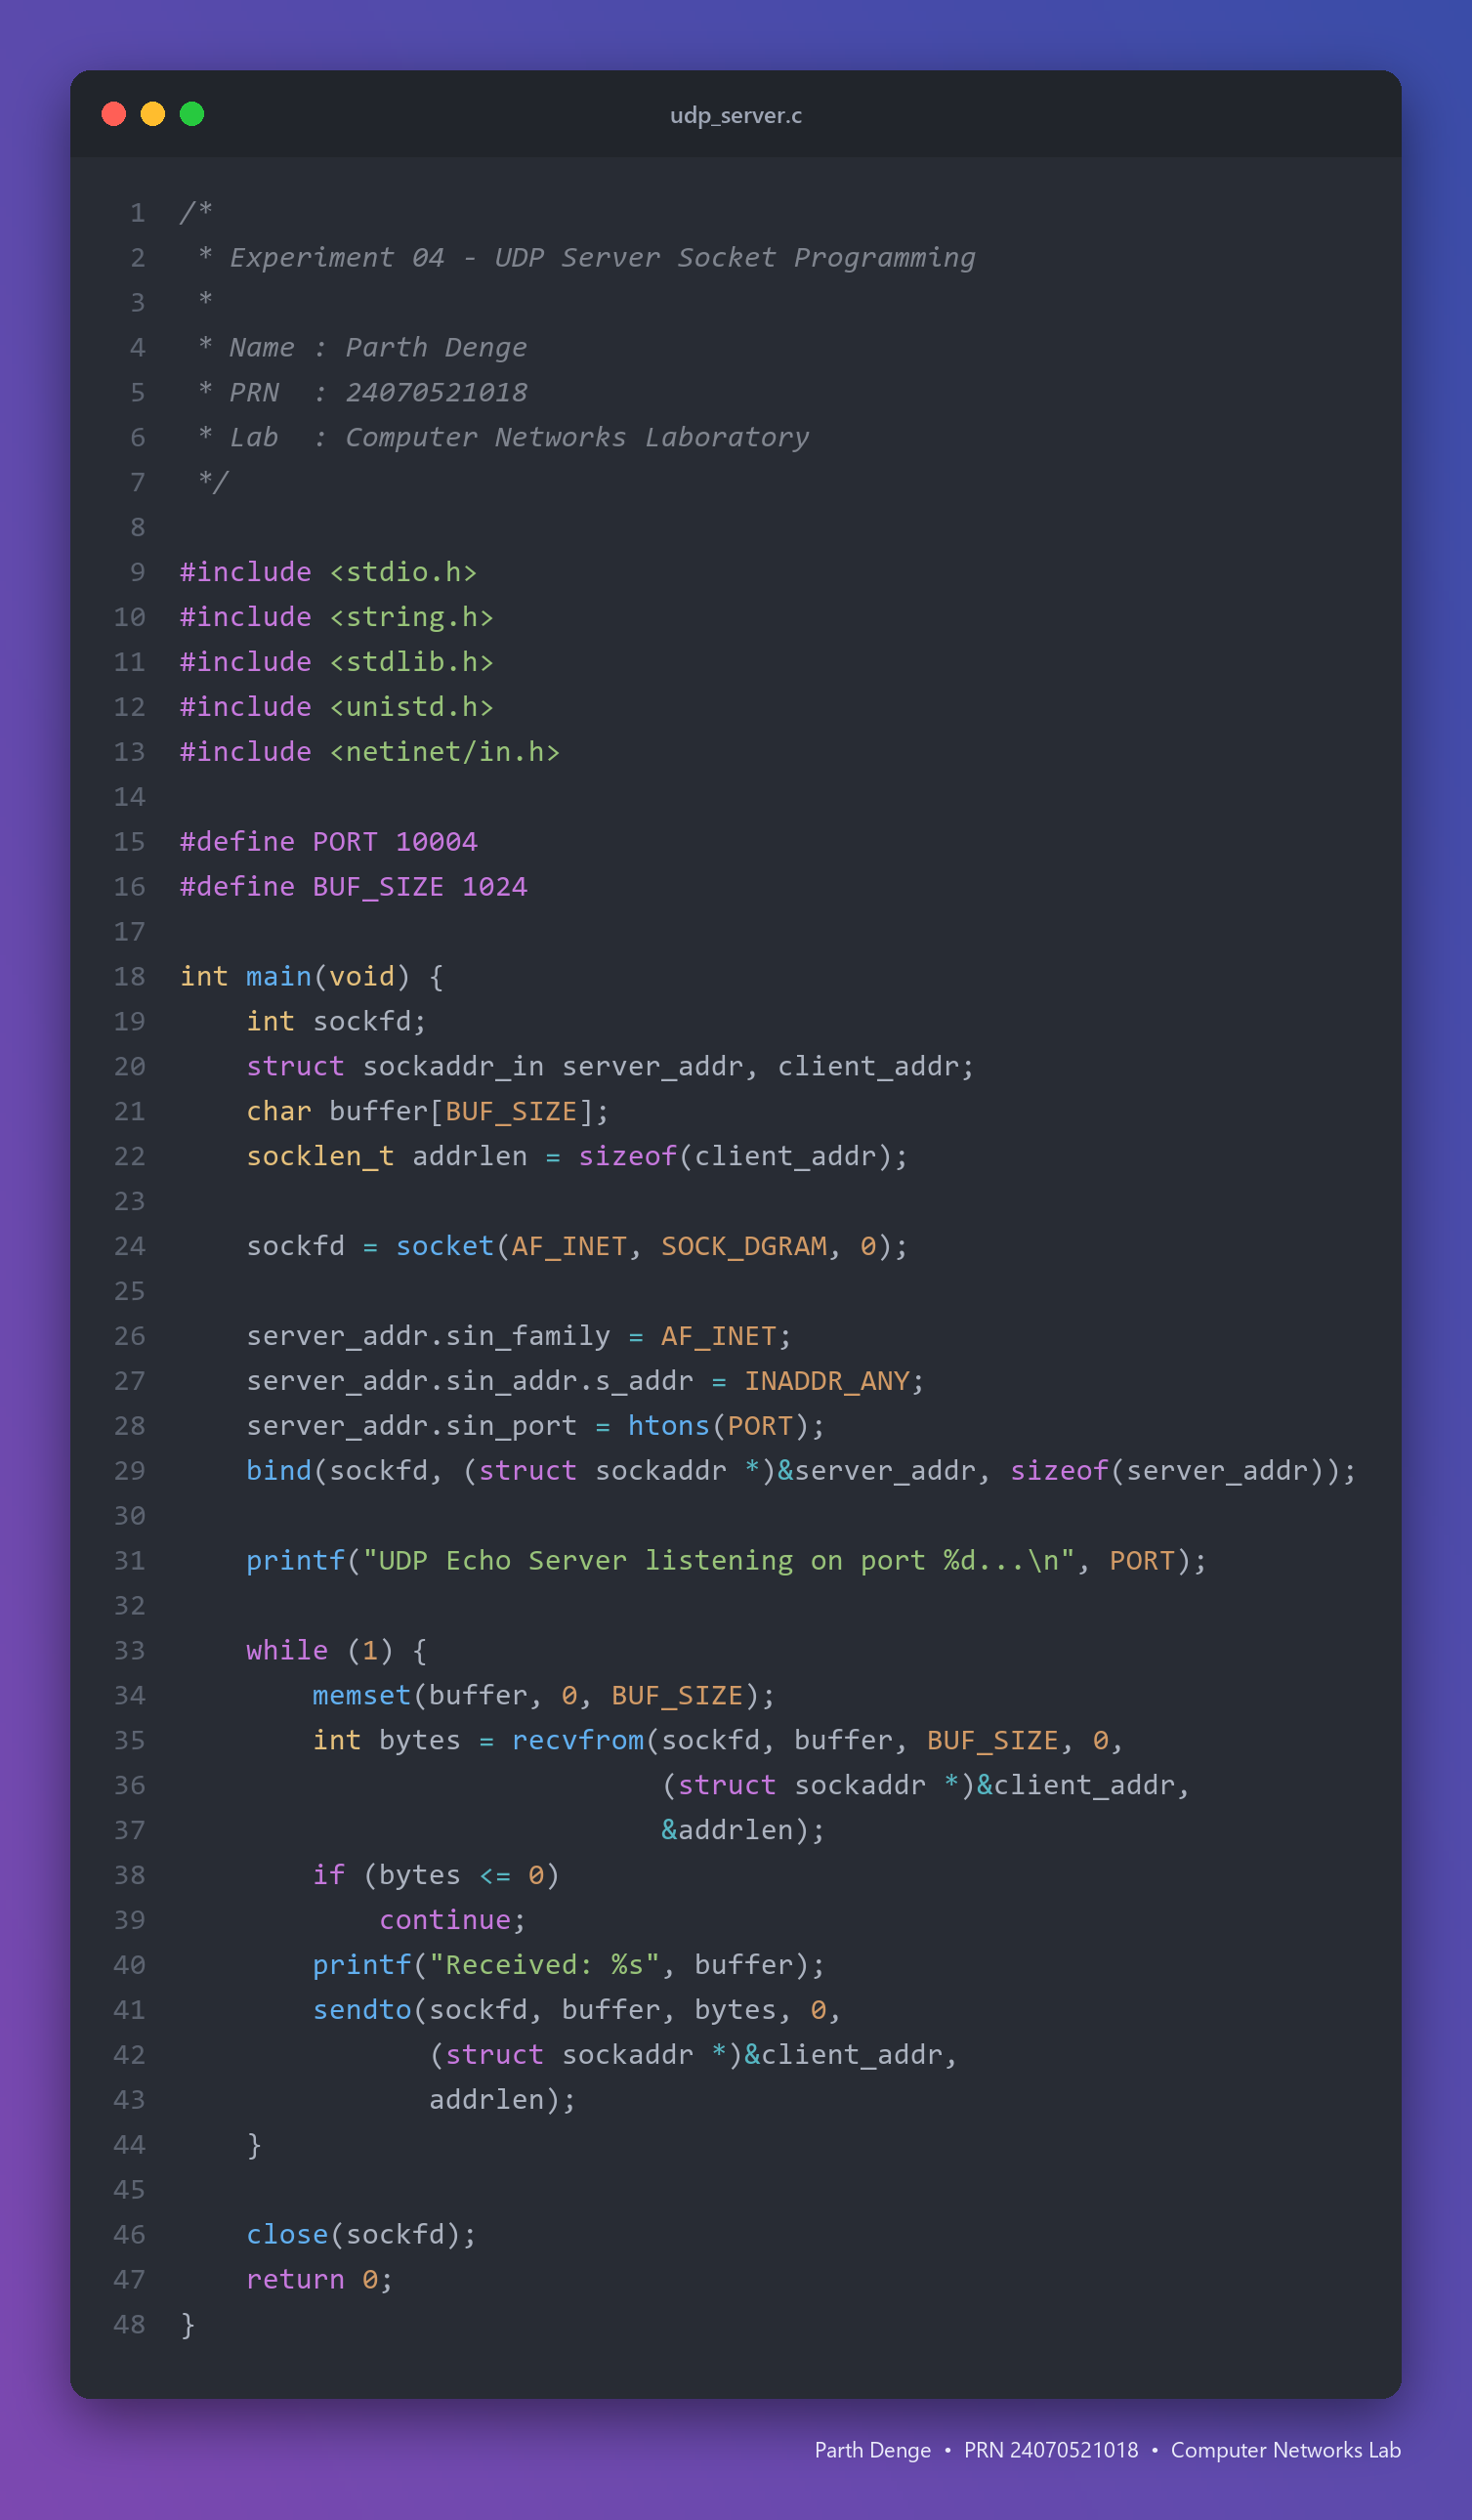 udp_server.c
1 /*
2  * Experiment 04 - UDP Server Socket Programming
3  *
4  * Name : Parth Denge
5  * PRN  : 24070521018
6  * Lab  : Computer Networks Laboratory
7  */
8
9 #include <stdio.h>
10 #include <string.h>
11 #include <stdlib.h>
12 #include <unistd.h>
13 #include <netinet/in.h>
14
15 #define PORT 10004
16 #define BUF_SIZE 1024
17
18 int main(void) {
19     int sockfd;
20     struct sockaddr_in server_addr, client_addr;
21     char buffer[BUF_SIZE];
22     socklen_t addrlen = sizeof(client_addr);
23
24     sockfd = socket(AF_INET, SOCK_DGRAM, 0);
25
26     server_addr.sin_family = AF_INET;
27     server_addr.sin_addr.s_addr = INADDR_ANY;
28     server_addr.sin_port = htons(PORT);
29     bind(sockfd, (struct sockaddr *)&server_addr, sizeof(server_addr));
30
31     printf("UDP Echo Server listening on port %d...\n", PORT);
32
33     while (1) {
34         memset(buffer, 0, BUF_SIZE);
35         int bytes = recvfrom(sockfd, buffer, BUF_SIZE, 0,
36                              (struct sockaddr *)&client_addr,
37                              &addrlen);
38         if (bytes <= 0)
39             continue;
40         printf("Received: %s", buffer);
41         sendto(sockfd, buffer, bytes, 0,
42                (struct sockaddr *)&client_addr,
43                addrlen);
44     }
45
46     close(sockfd);
47     return 0;
48 }
Parth Denge • PRN 24070521018 • Computer Networks Lab